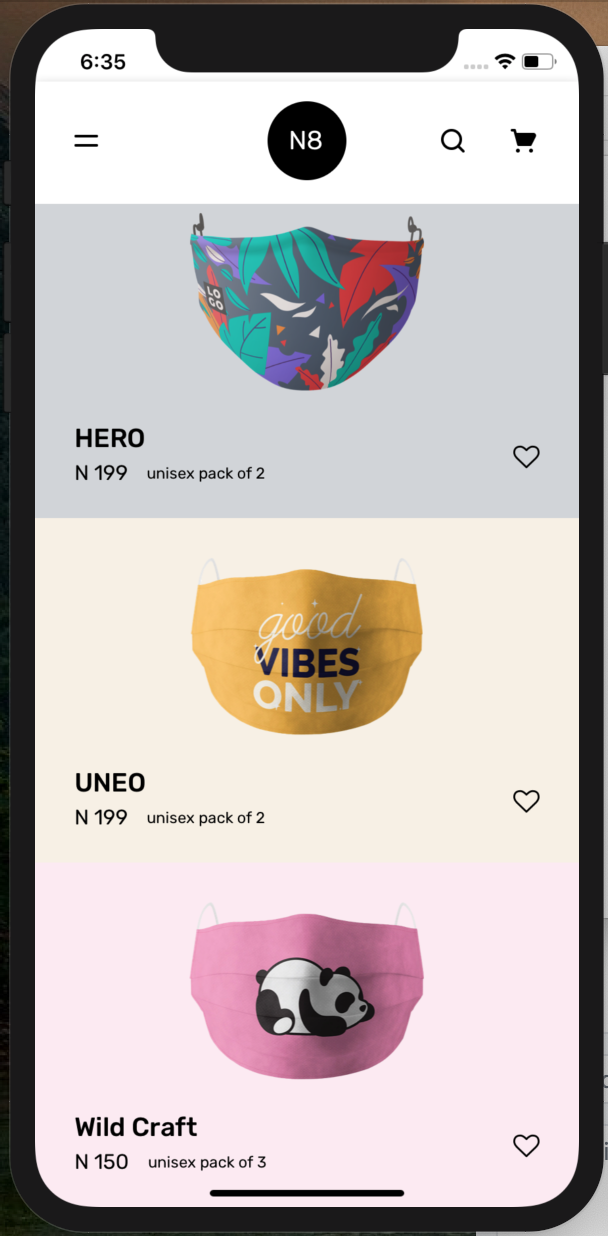 6:35
N8
LO
GO
HERO
N 199 unisex pack of 2
good
VIBES
ONLY
UNEO
N 199 unisex pack of 2
Wild Craft
N 150 unisex pack of 3